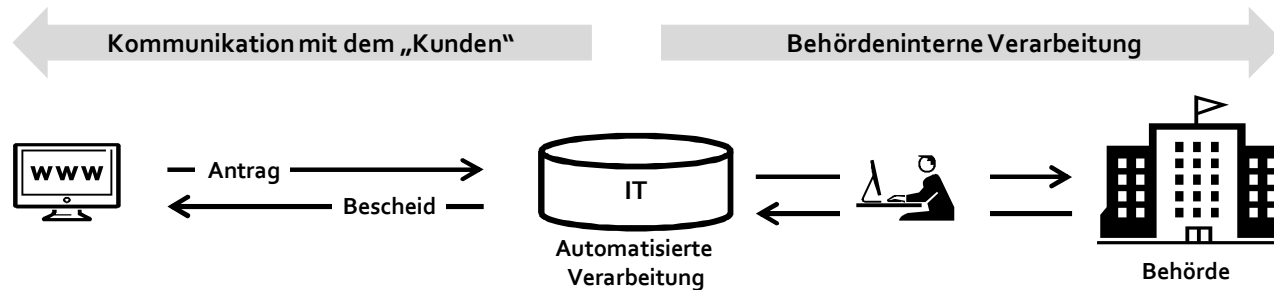 Kommunikation mit dem „Kunden“
Behördeninterne Verarbeitung
www
Antrag
Bescheid
IT
Automatisierte
Verarbeitung
Behörde